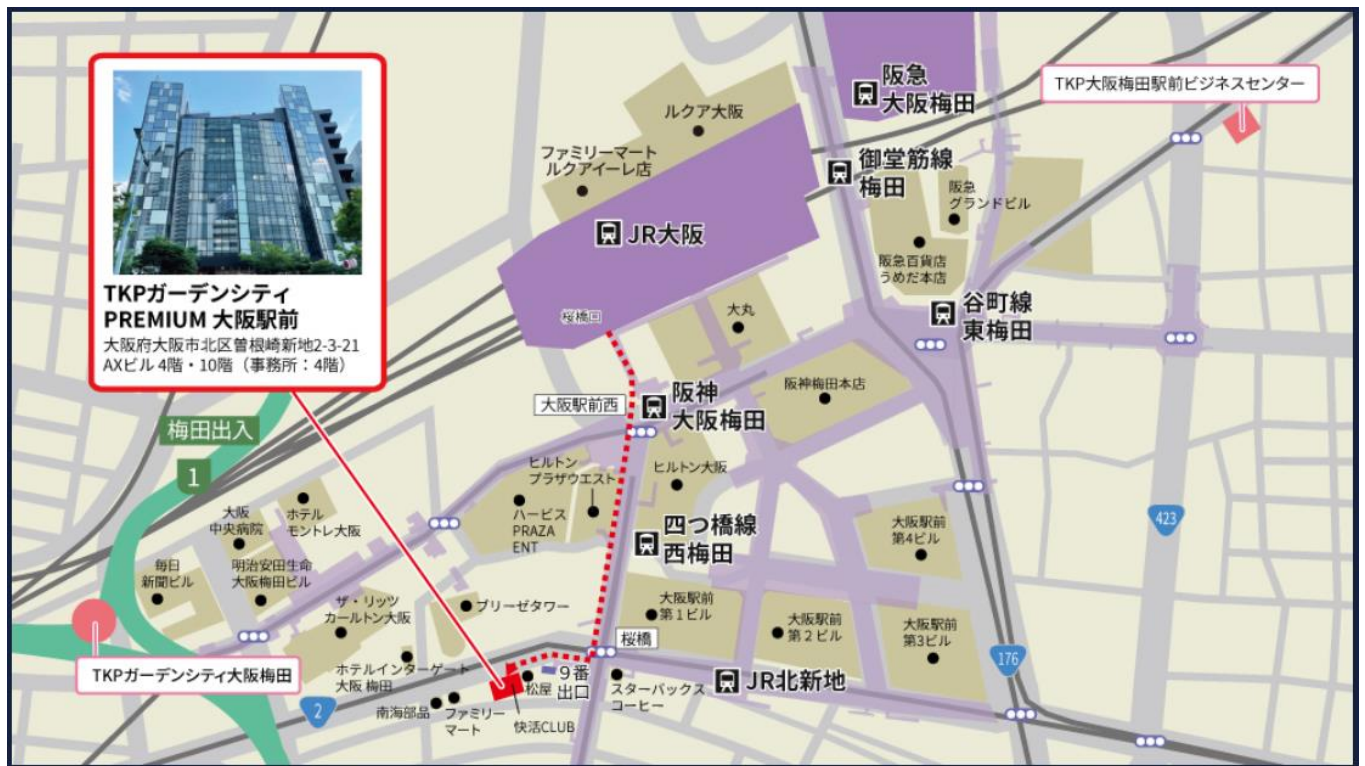 阪急
大阪梅田
TKP大阪梅田駅前ビジネスセンター
ルクア大阪
ファミリーマート
ルクアイーレ店
御堂筋線
梅田
阪急
グランドビル
JR大阪
阪急百貨店
うめだ本店
TKPガーデンシティ
PREMIUM 大阪駅前
大阪府大阪市北区曽根崎新地2-3-21
AXビル 4階・10階（事務所：4階）
桜橋口
大丸
谷町線
東梅田
阪神
大阪梅田
阪神梅田本店
大阪駅前西
梅田出入
1
ヒルトン
プラザウエスト
ヒルトン大阪
ハービス
PRAZA
ENT
大阪
中央病院
ホテル
モントレ大阪
四つ橋線
西梅田
大阪駅前
第4ビル
423
毎日
新聞ビル
明治安田生命
大阪梅田ビル
ザ・リッツ
カールトン大阪
ブリーゼタワー
大阪駅前
第１ビル
大阪駅前
第２ビル
大阪駅前
第3ビル
桜橋
176
TKPガーデンシティ大阪梅田
ホテルインターゲート
大阪 梅田
松屋
９番
出口
スターバックス
コーヒー
JR北新地
2
南海部品
ファミリー
マート
快活CLUB